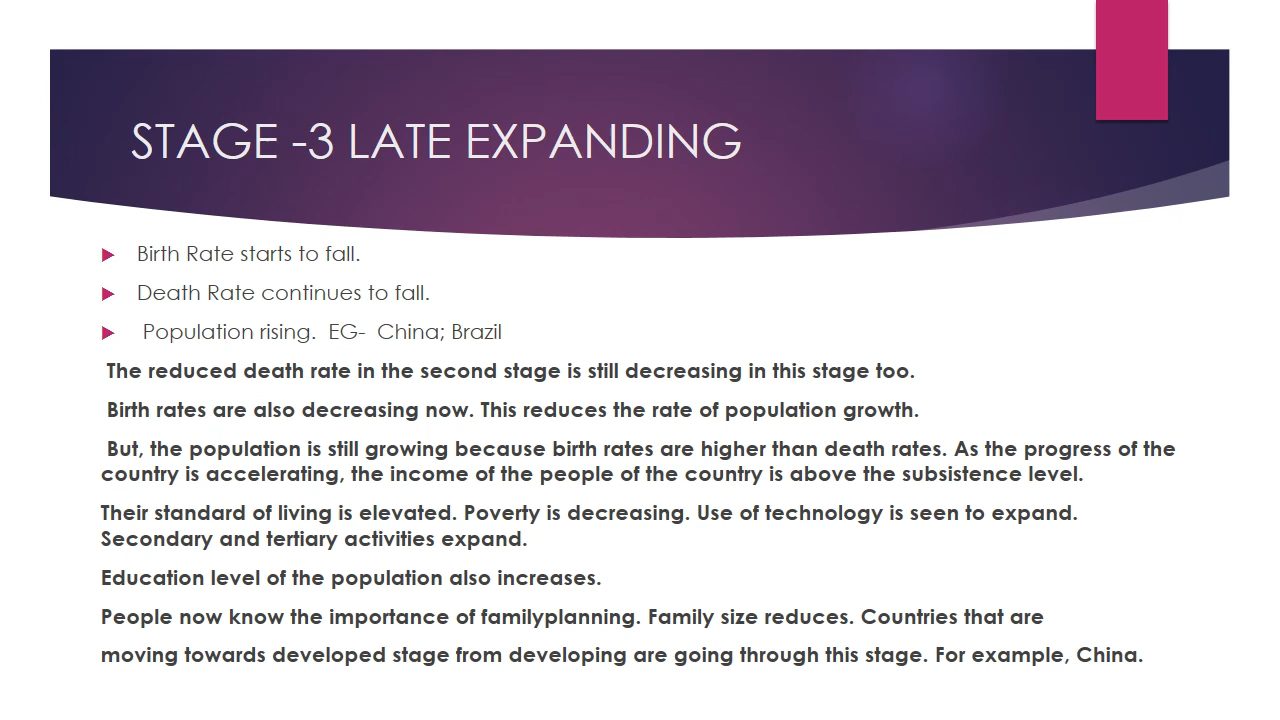 STAGE -3 LATE EXPANDING
Birth Rate starts to fall.
Death Rate continues to fall.
Population rising. EG- China; Brazil
The reduced death rate in the second stage is still decreasing in this stage too.
Birth rates are also decreasing now. This reduces the rate of population growth.
But, the population is still growing because birth rates are higher than death rates. As the progress of the
country is accelerating, the income of the people of the country is above the subsistence level.
Their standard of living is elevated. Poverty is decreasing. Use of technology is seen to expand.
Secondary and tertiary activities expand.
Education level of the population also increases.
People now know the importance of familyplanning. Family size reduces. Countries that are
moving towards developed stage from developing are going through this stage. For example, China.